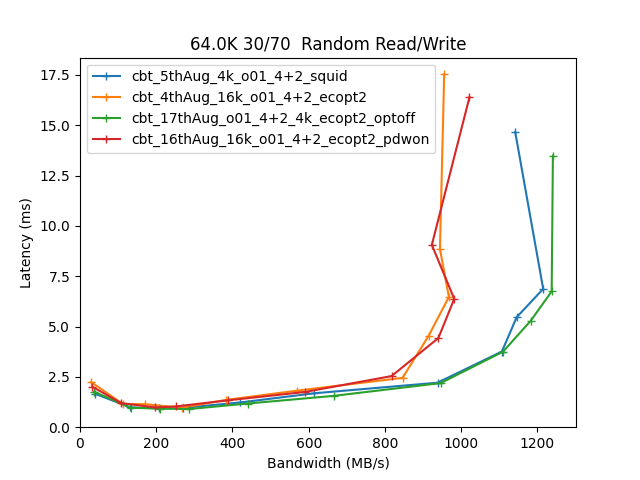 64.0K 30/70  Random Read/Write
cbt_5thAug_4k_o01_4+2_squid
cbt_4thAug_16k_o01_4+2_ecopt2
cbt_17thAug_o01_4+2_4k_ecopt2_optoff
cbt_16thAug_16k_o01_4+2_ecopt2_pdwon
Latency (ms)
17.5
15.0
12.5
10.0
7.5
5.0
2.5
0.0
0 200 400 600 800 1000 1200
Bandwidth (MB/s)